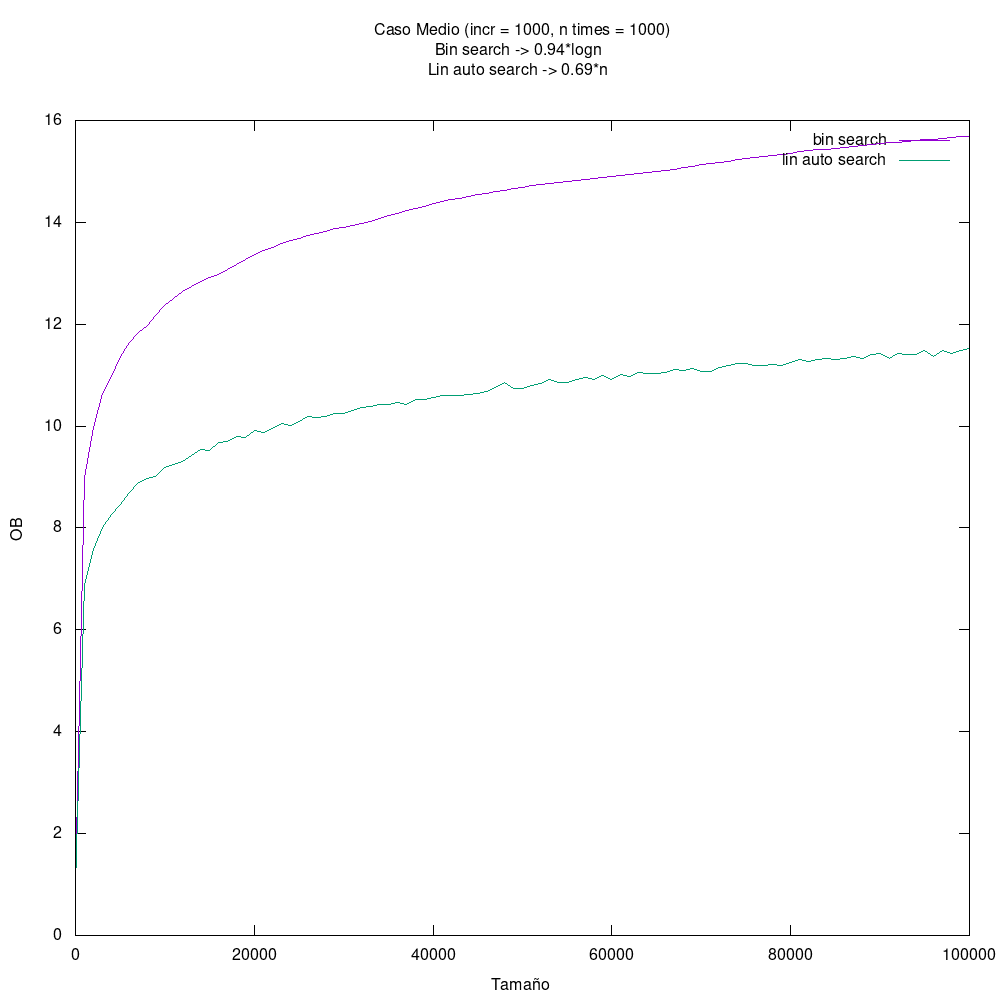 Caso Medio (incr = 1000, n times = 1000)
Bin search -> 0.94*logn
Lin auto search -> 0.69*n
16
14
12
10
8
6
4
2
0
OB
bin search
lin auto search
0
20000
40000
60000
80000
100000
Tamaño